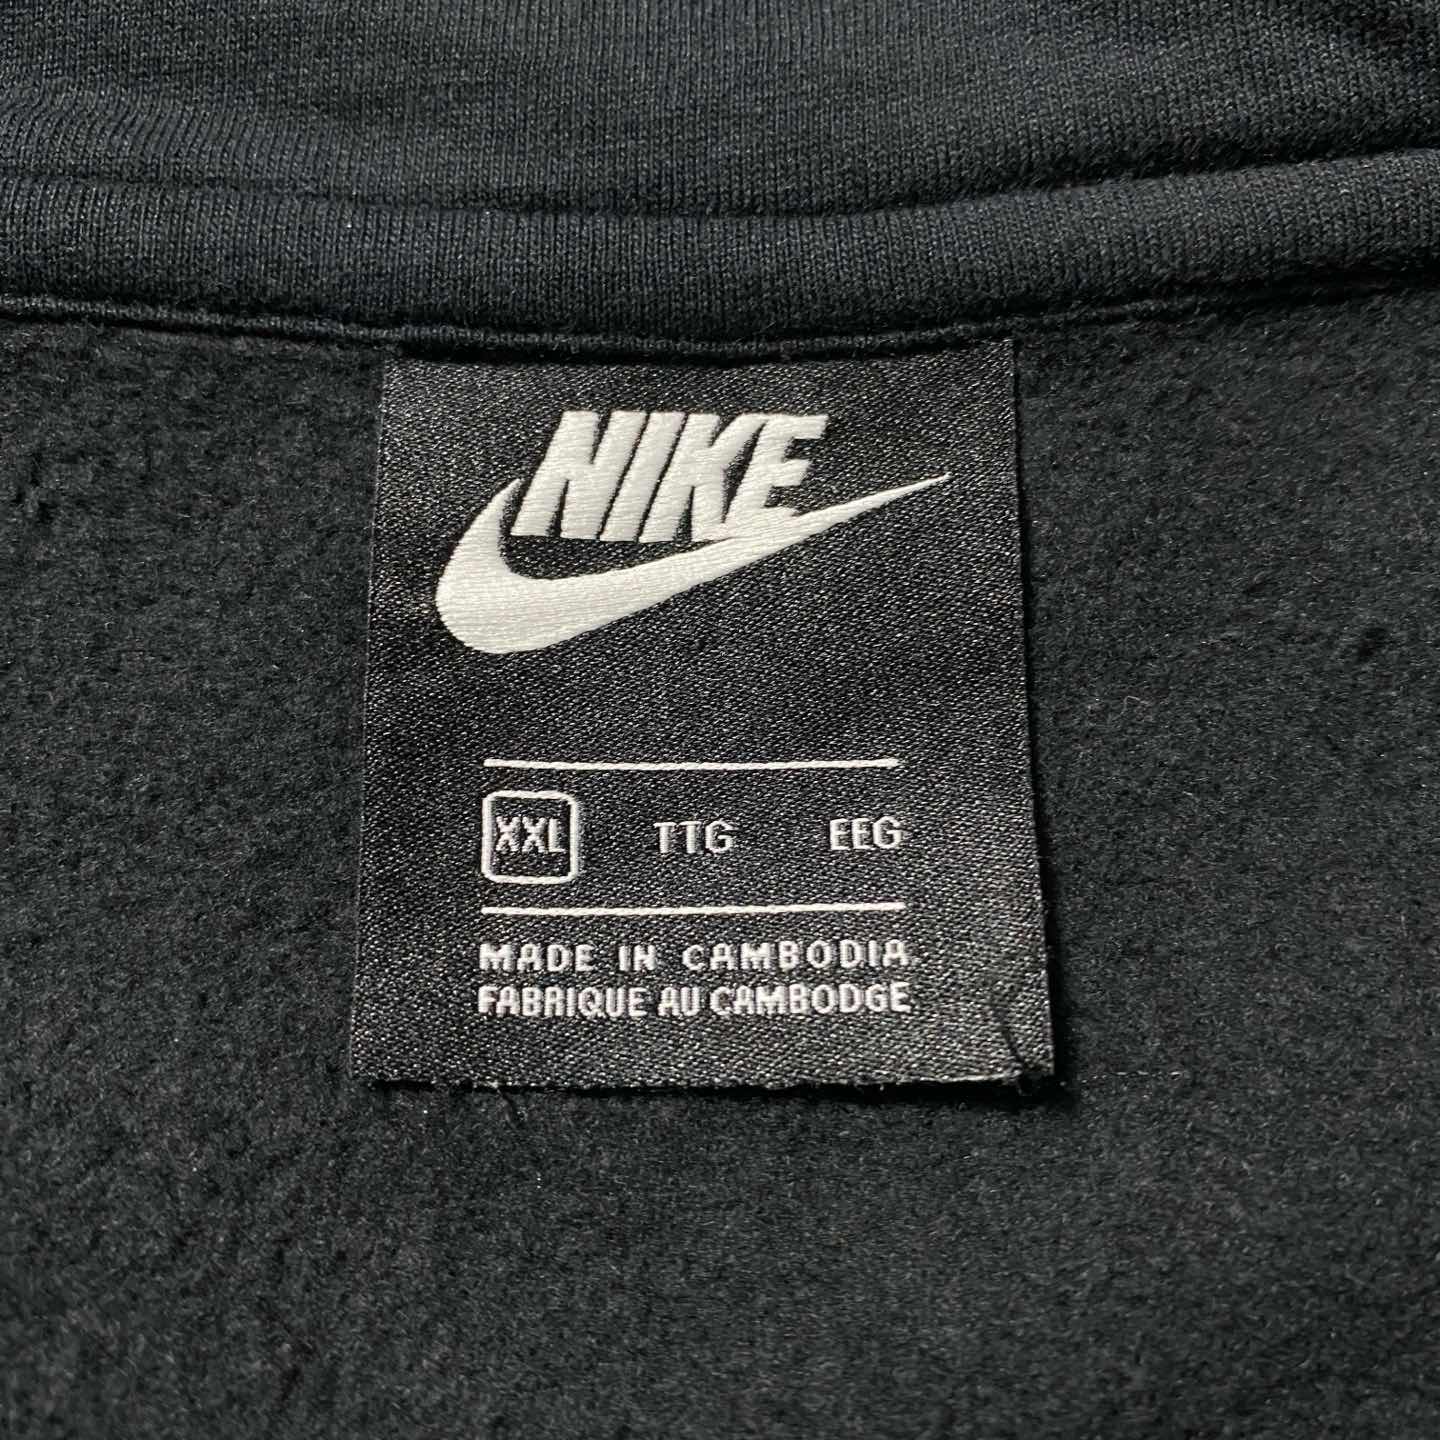 NIKE
XXL TTG EEG
MADE IN CAMBODIA
FABRIQUE AU CAMBODGE